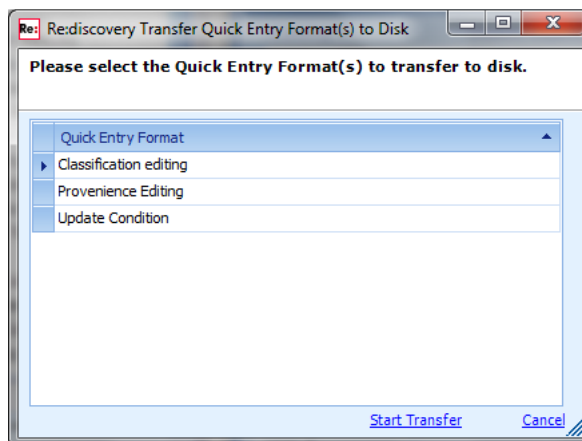 Re: Re:discovery Transfer Quick Entry Format(s) to Disk
Please select the Quick Entry Format(s) to transfer to disk.
Quick Entry Format
Classification editing
Provenience Editing
Update Condition
Start Transfer Cancel